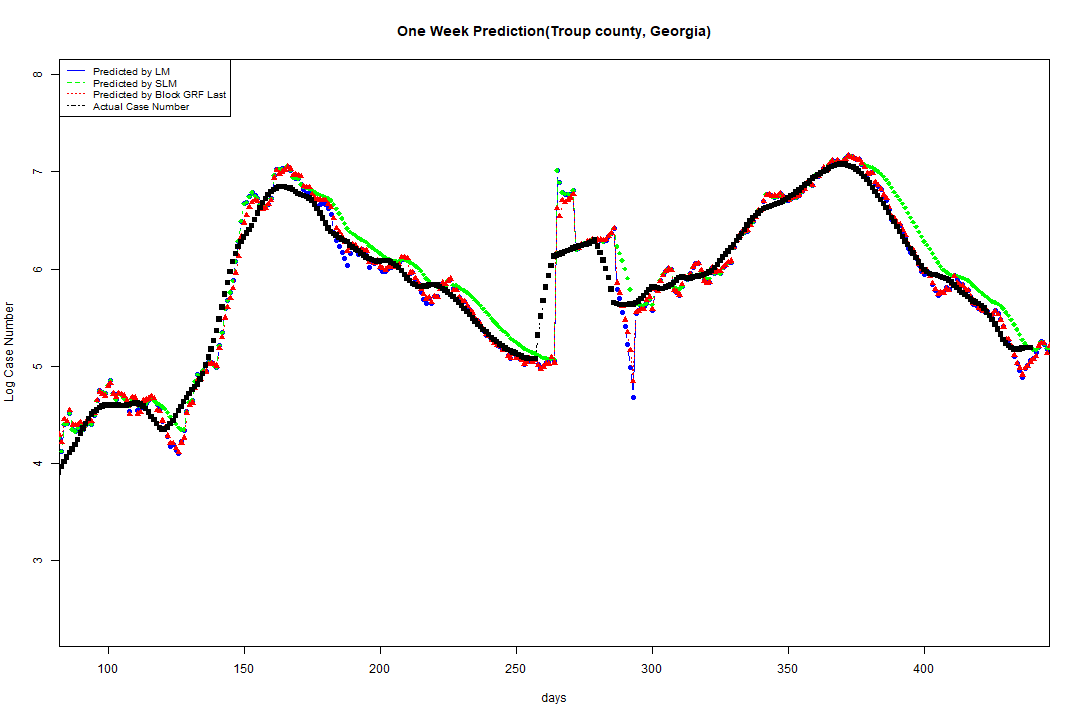 One Week Prediction(Troup county, Georgia)
Predicted by LM
Predicted by SLM
Predicted by Block GRF Last
Actual Case Number
8
7
6
5
4
3
Log Case Number
100 150 200 250 300 350 400
days